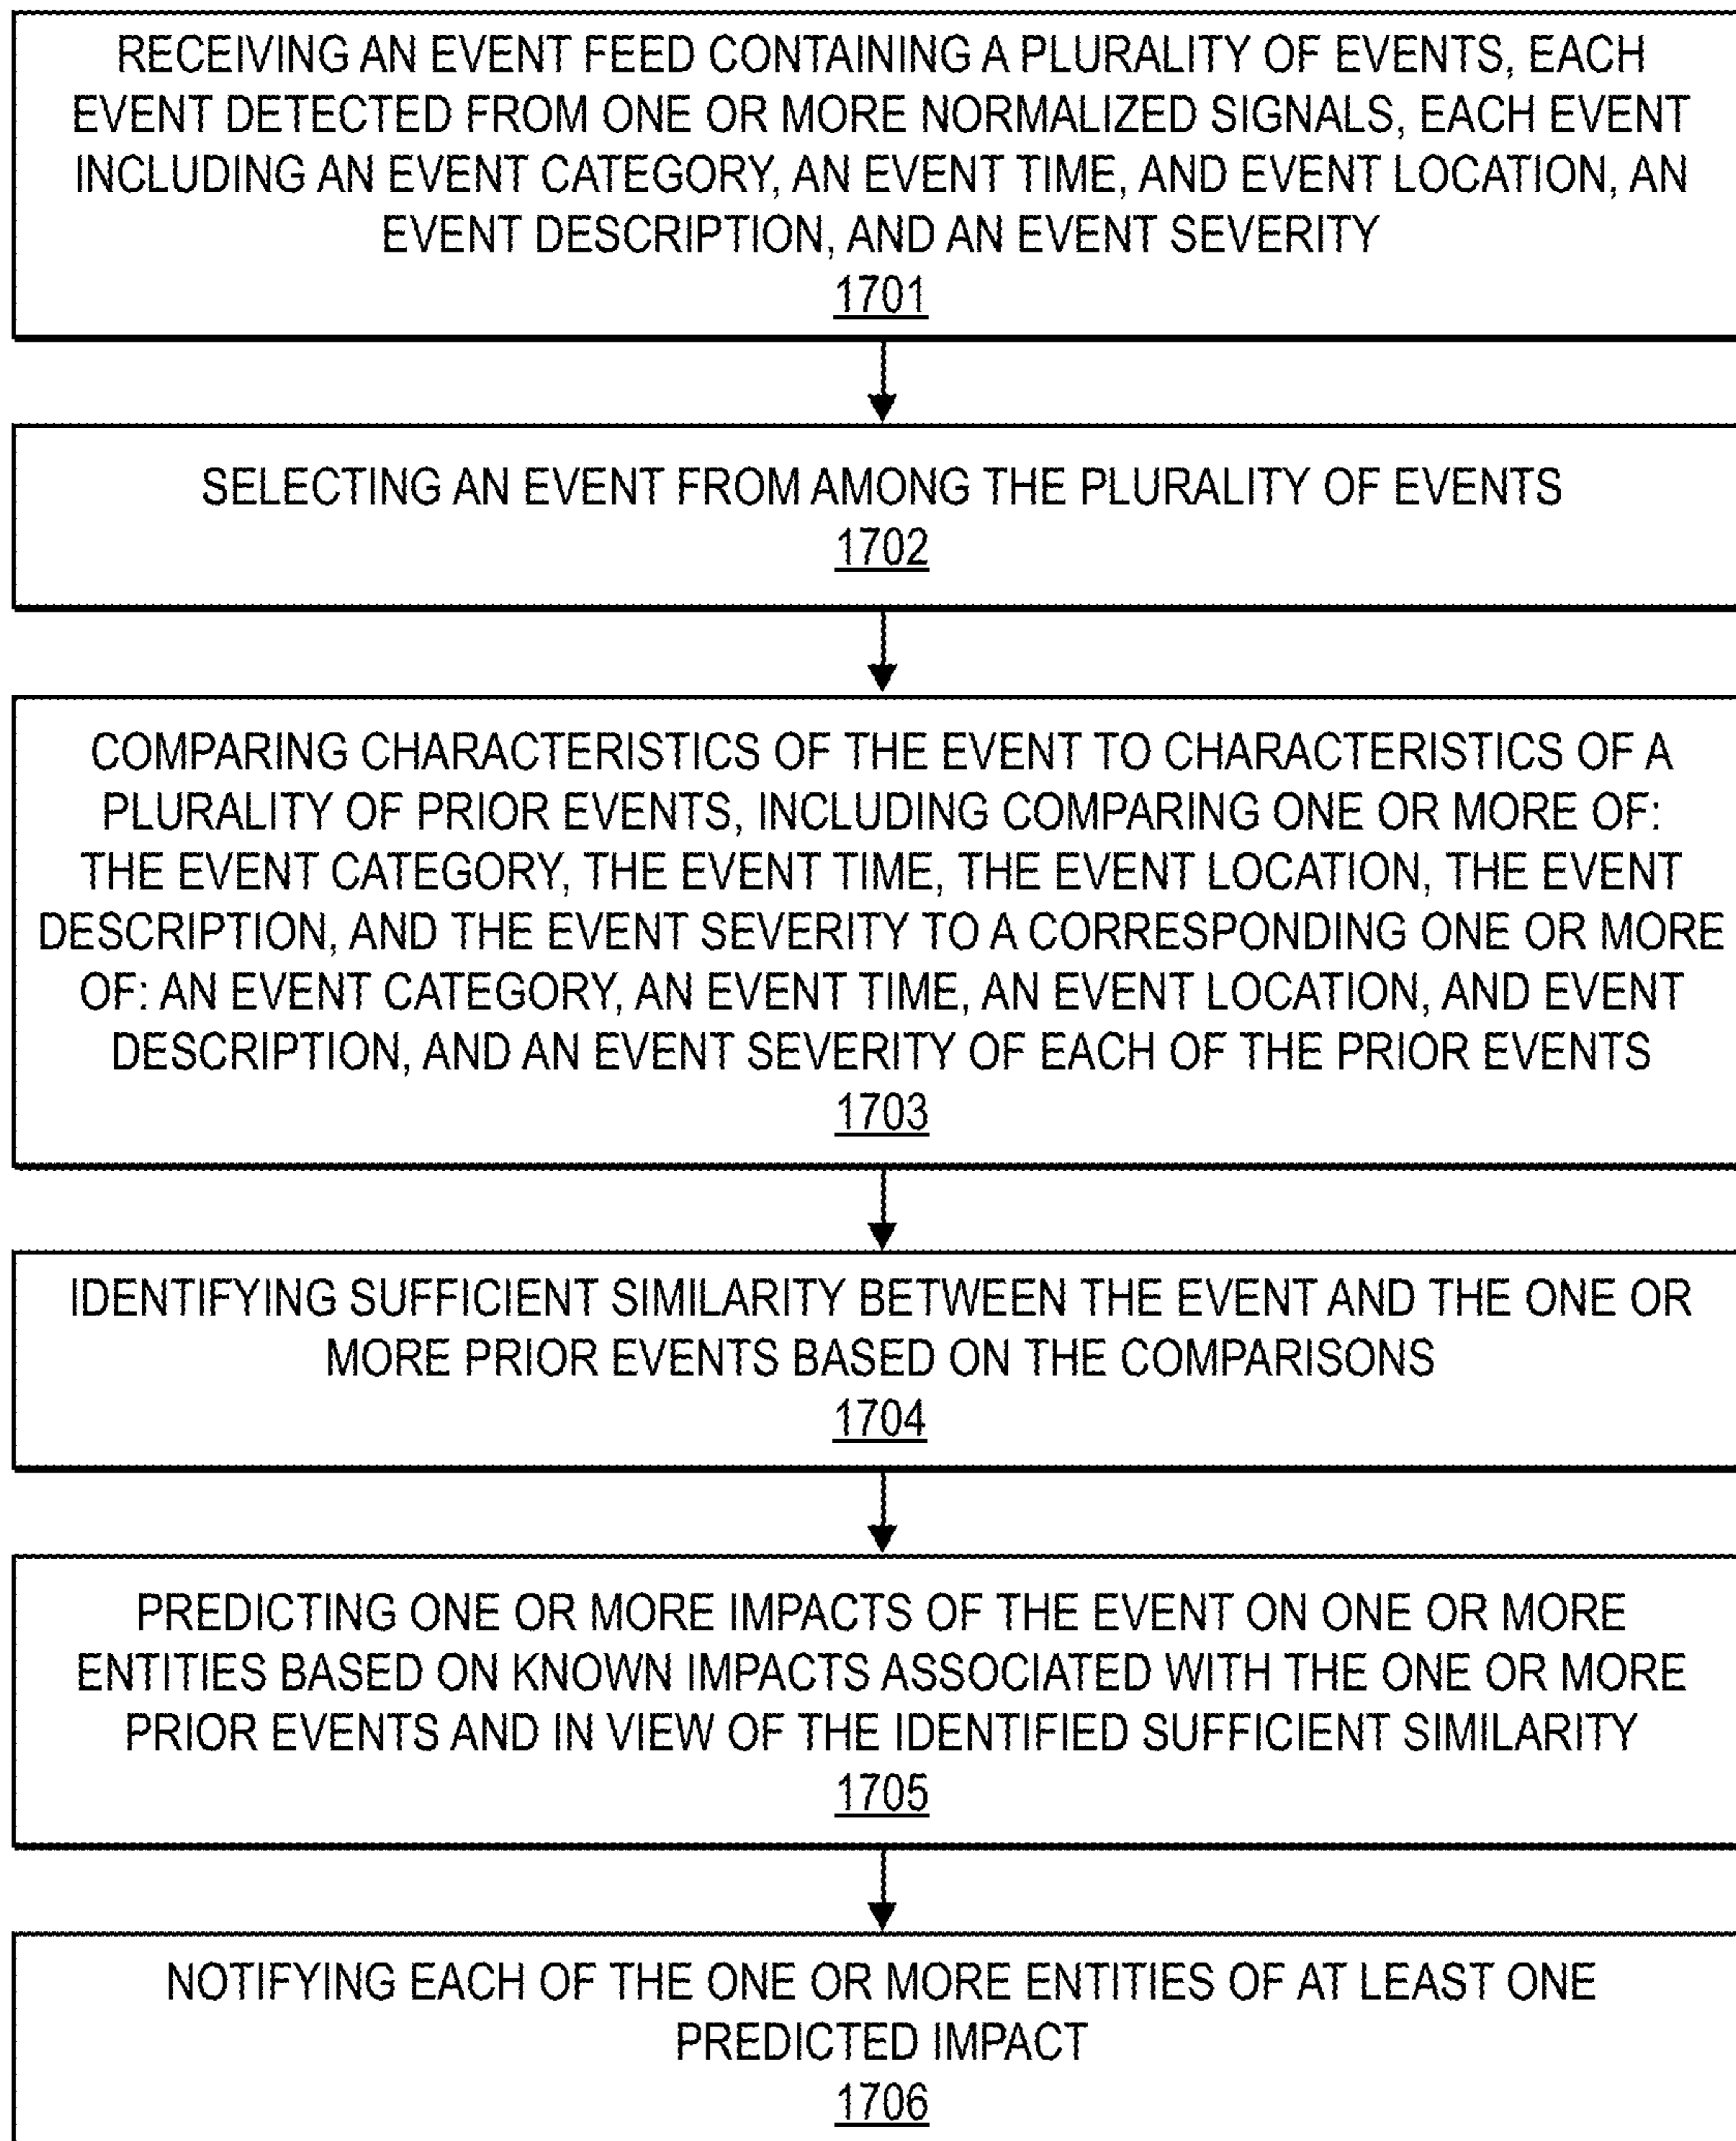 RECEIVING AN EVENT FEED CONTAINING A PLURALITY OF EVENTS, EACH
EVENT DETECTED FROM ONE OR MORE NORMALIZED SIGNALS, EACH EVENT
INCLUDING AN EVENT CATEGORY, AN EVENT TIME, AND EVENT LOCATION, AN
EVENT DESCRIPTION, AND AN EVENT SEVERITY
1701
SELECTING AN EVENT FROM AMONG THE PLURALITY OF EVENTS
1702
COMPARING CHARACTERISTICS OF THE EVENT TO CHARACTERISTICS OF A
PLURALITY OF PRIOR EVENTS, INCLUDING COMPARING ONE OR MORE OF:
THE EVENT CATEGORY, THE EVENT TIME, THE EVENT LOCATION, THE EVENT
DESCRIPTION, AND THE EVENT SEVERITY TO A CORRESPONDING ONE OR MORE
OF: AN EVENT CATEGORY, AN EVENT TIME, AN EVENT LOCATION, AND EVENT
DESCRIPTION, AND AN EVENT SEVERITY OF EACH OF THE PRIOR EVENTS
1703
IDENTIFYING SUFFICIENT SIMILARITY BETWEEN THE EVENT AND THE ONE OR
MORE PRIOR EVENTS BASED ON THE COMPARISONS
1704
PREDICTING ONE OR MORE IMPACTS OF THE EVENT ON ONE OR MORE
ENTITIES BASED ON KNOWN IMPACTS ASSOCIATED WITH THE ONE OR MORE
PRIOR EVENTS AND IN VIEW OF THE IDENTIFIED SUFFICIENT SIMILARITY
1705
NOTIFYING EACH OF THE ONE OR MORE ENTITIES OF AT LEAST ONE
PREDICTED IMPACT
1706